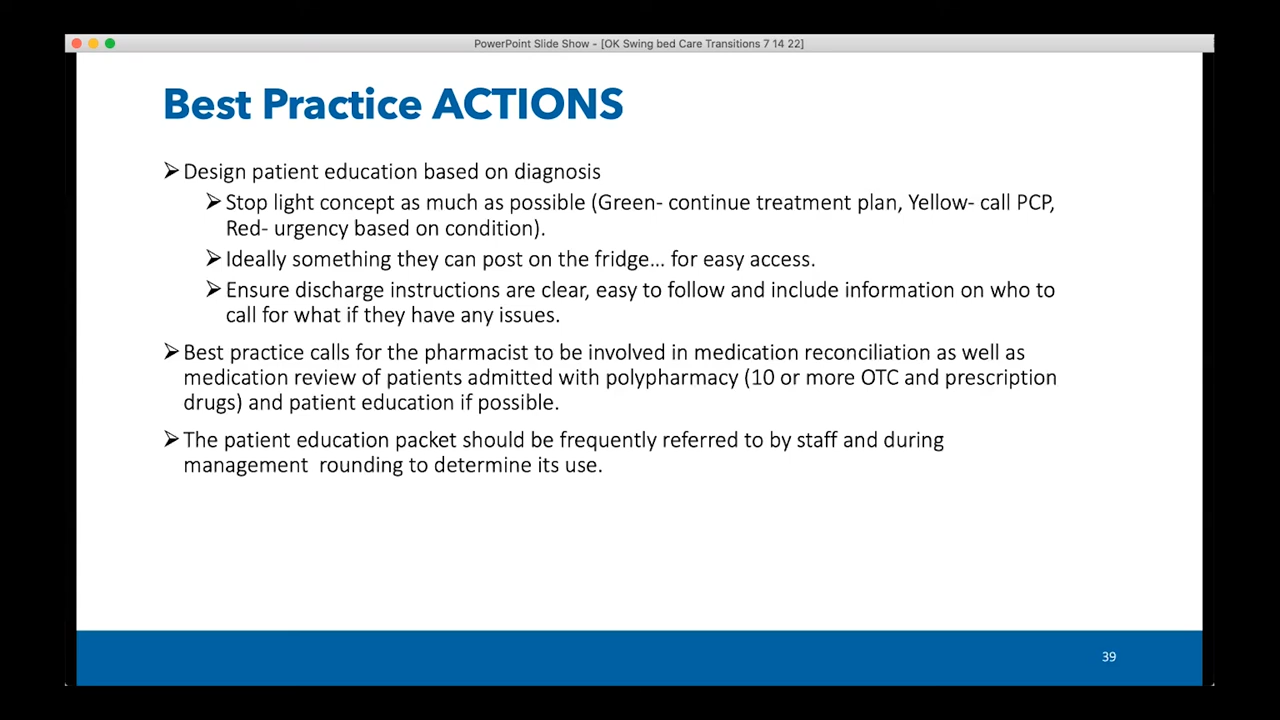 PowerPoint Slide Show - [OK Swing bed Care Transitions 7 14 22]
Best Practice ACTIONS
➢Design patient education based on diagnosis
➢Stop light concept as much as possible (Green- continue treatment plan, Yellow- call PCP,
Red- urgency based on condition).
➢Ideally something they can post on the fridge... for easy access.
➢Ensure discharge instructions are clear, easy to follow and include information on who to
call for what if they have any issues.
➢Best practice calls for the pharmacist to be involved in medication reconciliation as well as
medication review of patients admitted with polypharmacy (10 or more OTC and prescription
drugs) and patient education if possible.
➢The patient education packet should be frequently referred to by staff and during
management  rounding to determine its use.
39